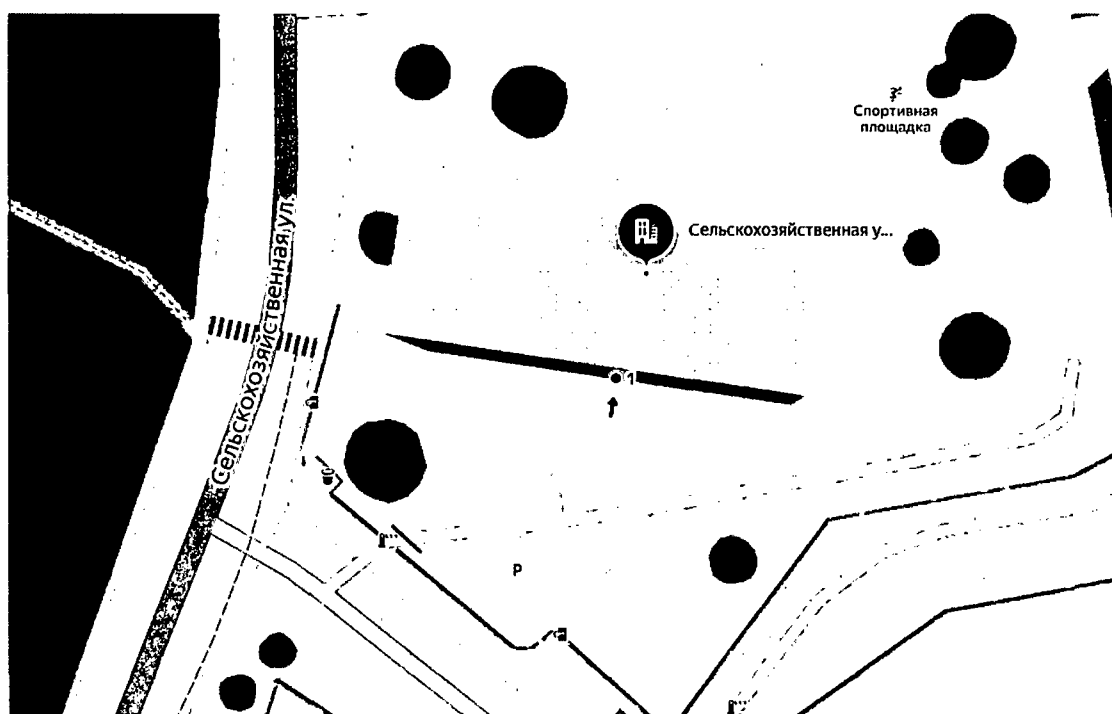 Спортивная
площадка
Сельскохозяйственная у...
Сельскохозяйственная ул.
1
P